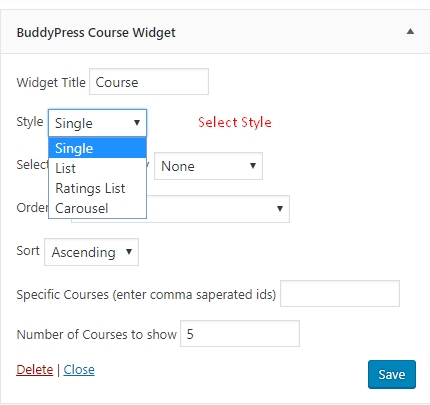 BuddyPress Course Widget
Widget Title Course
Style Single Select Style
Single
List
Ratings List
Carousel
Select None
Order
Sort Ascending
Specific Courses (enter comma saperated ids)
Number of Courses to show 5
Delete | Close Save